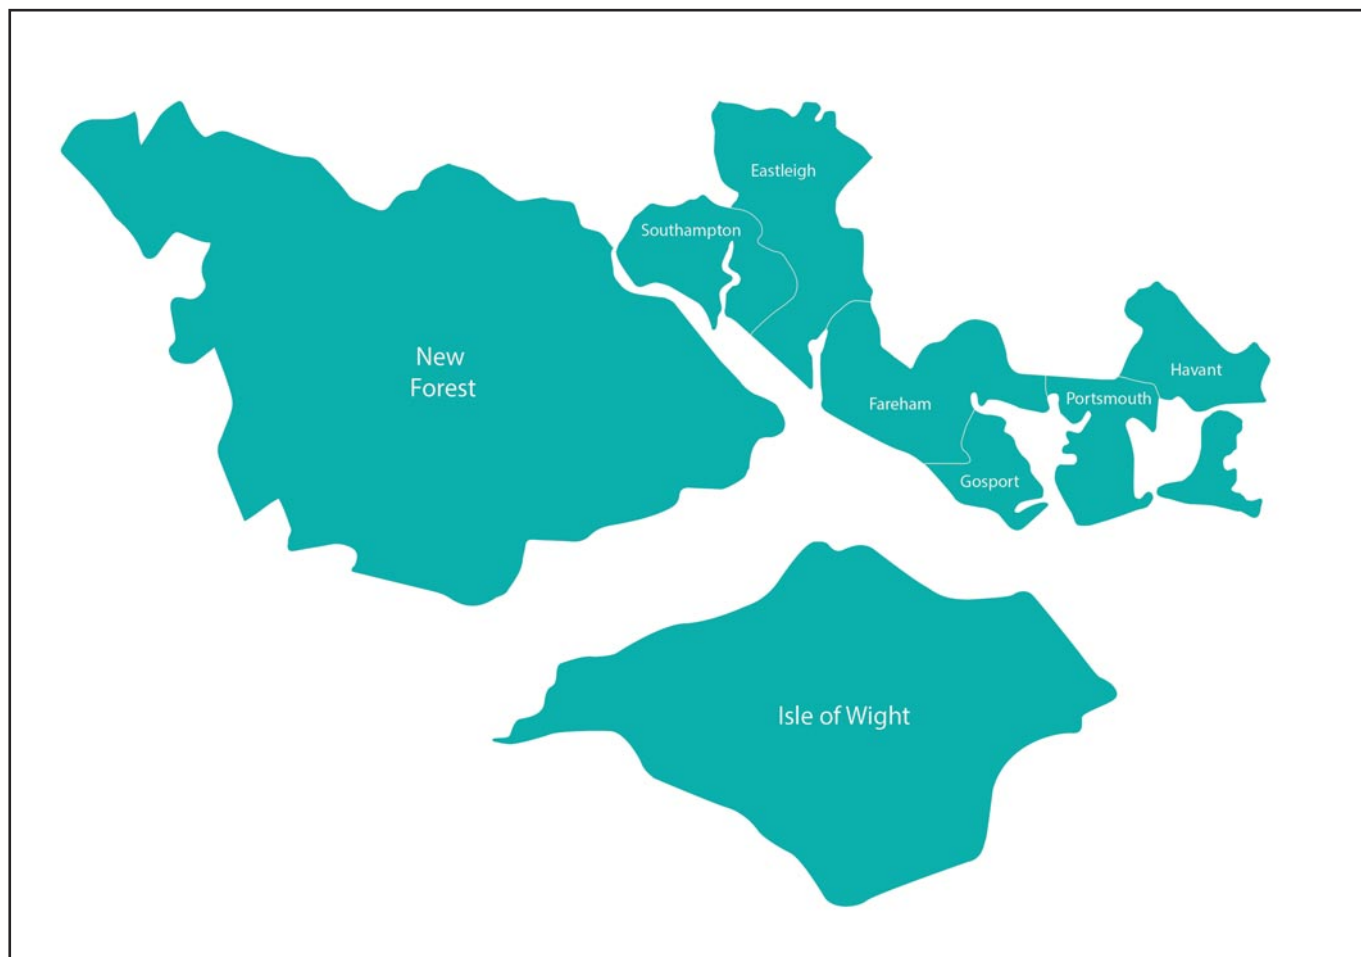 Eastleigh
Southampton
New
Forest
Havant
Portsmouth
Fareham
Gosport
Isle of Wight